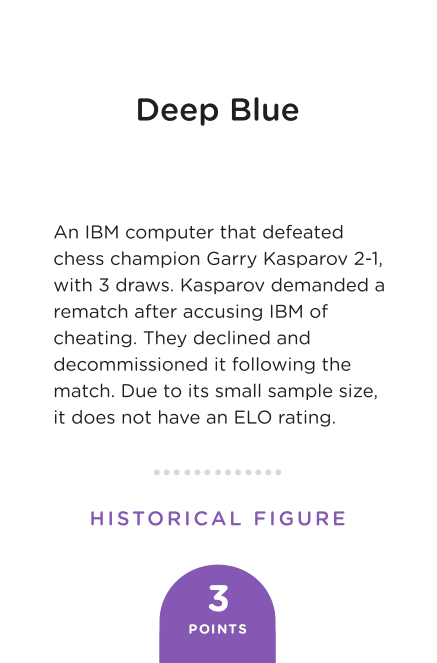 Deep Blue
An IBM computer that defeated
chess champion Garry Kasparov 2-1,
with 3 draws. Kasparov demanded a
rematch after accusing IBM of
cheating. They declined and
decommissioned it following the
match. Due to its small sample size,
it does not have an ELO rating.
HISTORICAL FIGURE
3
POINTS